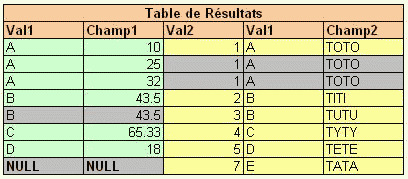 Table de Résultats
Val1 Champ1 Val2 Val1 Champ2
A 10 1 A TOTO
A 25 1 A TOTO
A 32 1 A TOTO
B 43.5 2 B TITI
B 43.5 3 B TUTU
C 65.33 4 C TYTY
D 18 5 D TETE
NULL NULL 7 E TATA